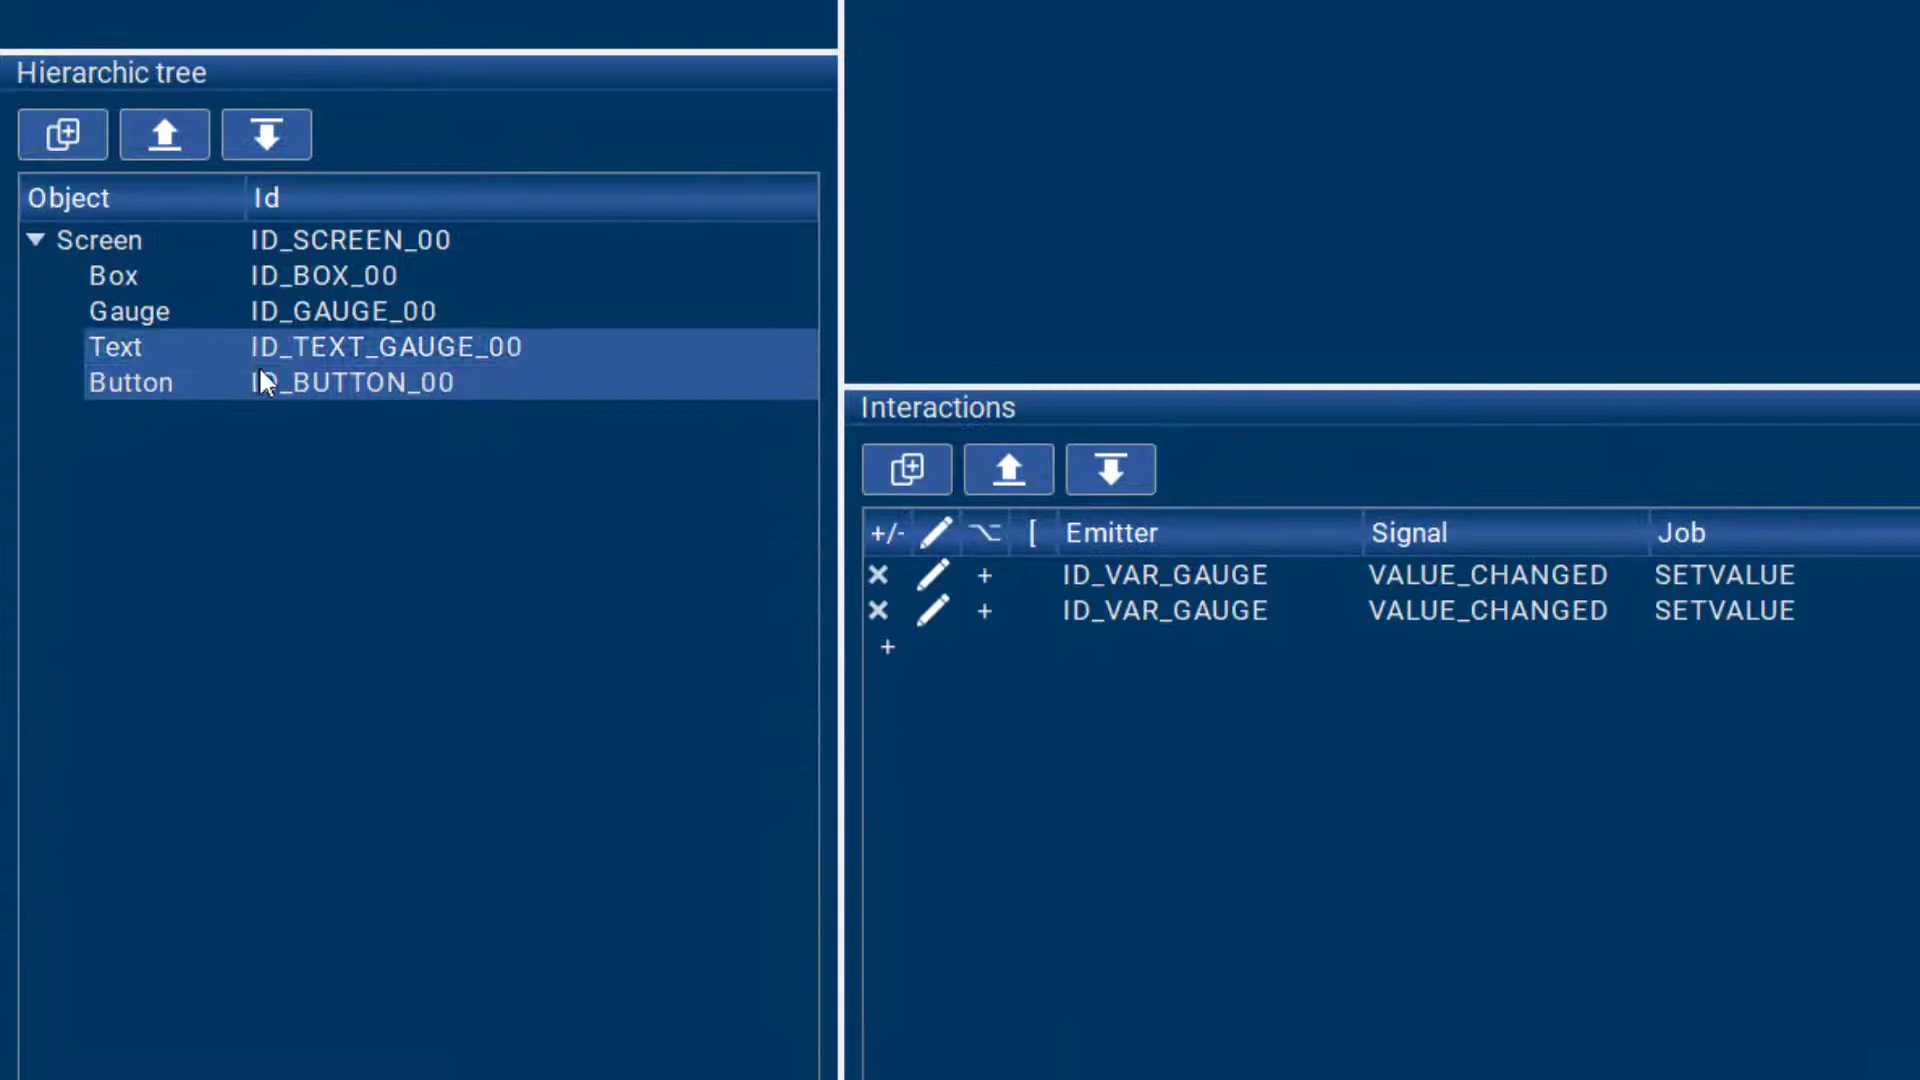 Hierarchic tree
Object Id
Screen ID_SCREEN_00
Box ID_BOX_00
Gauge ID_GAUGE_00
Text ID_TEXT_GAUGE_00
Button ID_BUTTON_00
Interactions
+/- [ Emitter Signal Job
+ ID_VAR_GAUGE VALUE_CHANGED SETVALUE
+ ID_VAR_GAUGE VALUE_CHANGED SETVALUE
+